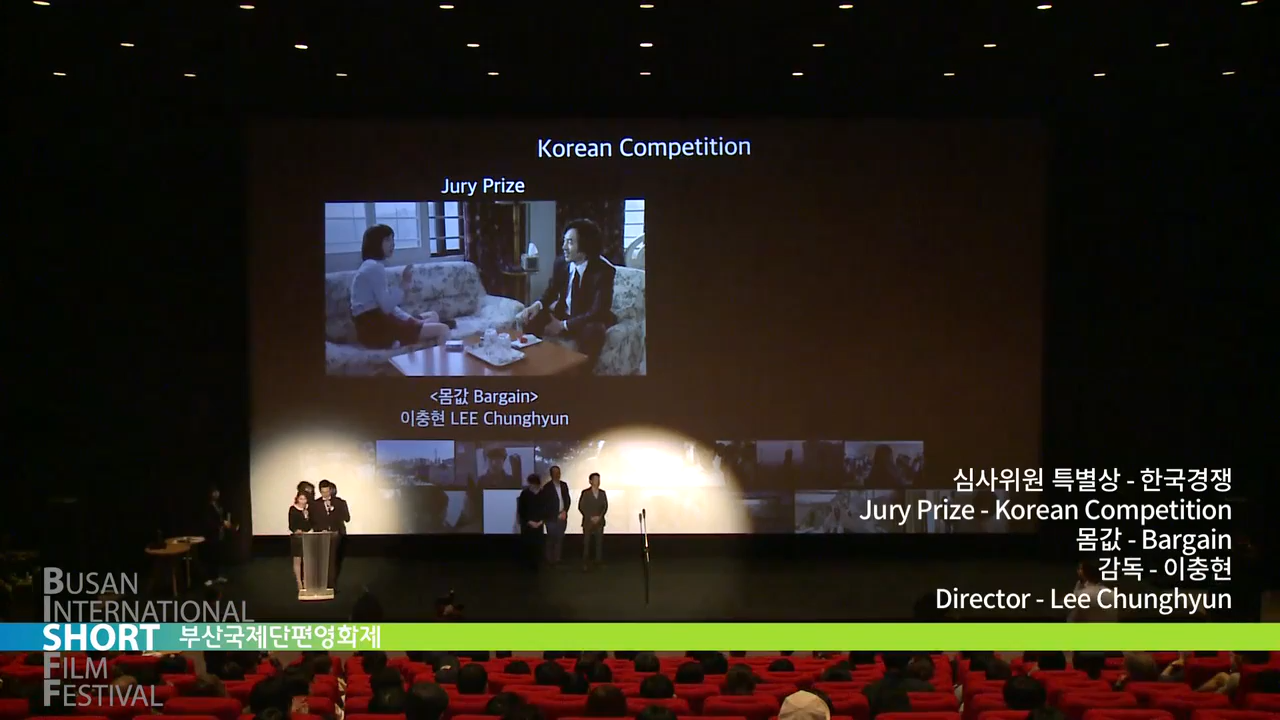 Korean Competition
Jury Prize
<몸값 Bargain>
이충현 LEE Chunghyun
심사위원 특별상 - 한국경쟁
Jury Prize - Korean Competition
몸값 - Bargain
감독 - 이충현
Director - Lee Chunghyun
BUSAN
INTERNATIONAL
SHORT 부산국제단편영화제
FILM
FESTIVAL